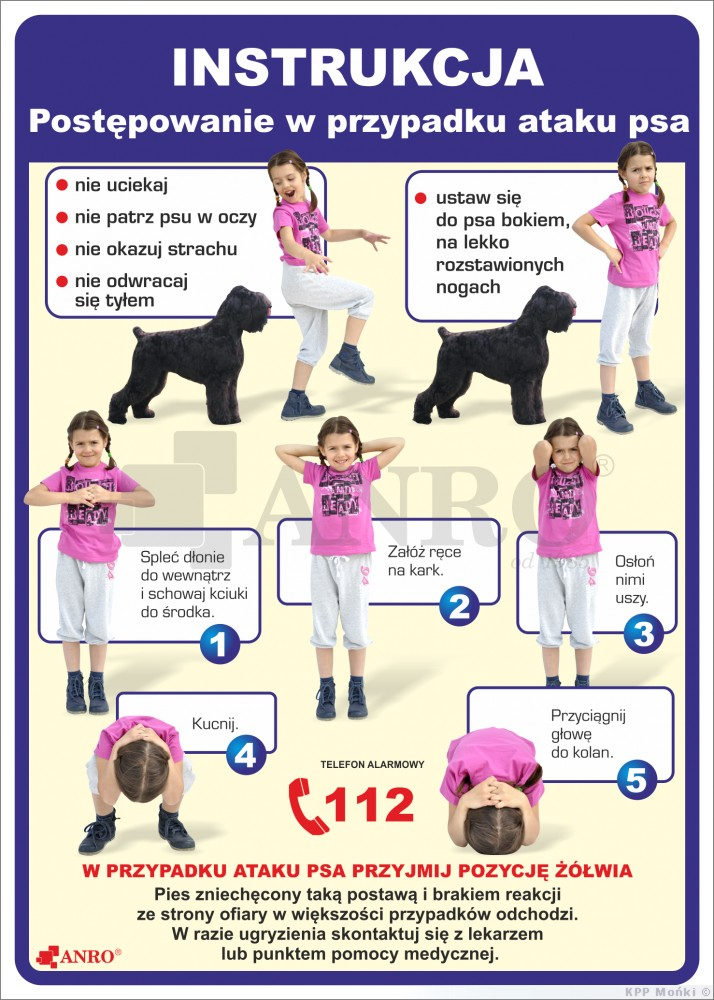 INSTRUKCJA
Postępowanie w przypadku ataku psa
nie uciekaj
nie patrz psu w oczy
nie okazuj strachu
nie odwracaj
się tyłem
ustaw się
do psa bokiem,
na lekko
rozstawionych
nogach
ANRO®
Spleć dłonie
do wewnątrz
i schowaj kciuki
do środka.
1
Załóż ręce
na kark.
2
Osłoń
nimi
uszy.
3
Kucnij.
4
TELEFON ALARMOWY
112
Przyciągnij
głowę
do kolan.
5
W PRZYPADKU ATAKU PSA PRZYJMIJ POZYCJĘ ŻÓŁWIA
Pies zniechęcony taką postawą i brakiem reakcji
ze strony ofiary w większości przypadków odchodzi.
W razie ugryzienia skontaktuj się z lekarzem
lub punktem pomocy medycznej.
ANRO®
KPP Mońki ©